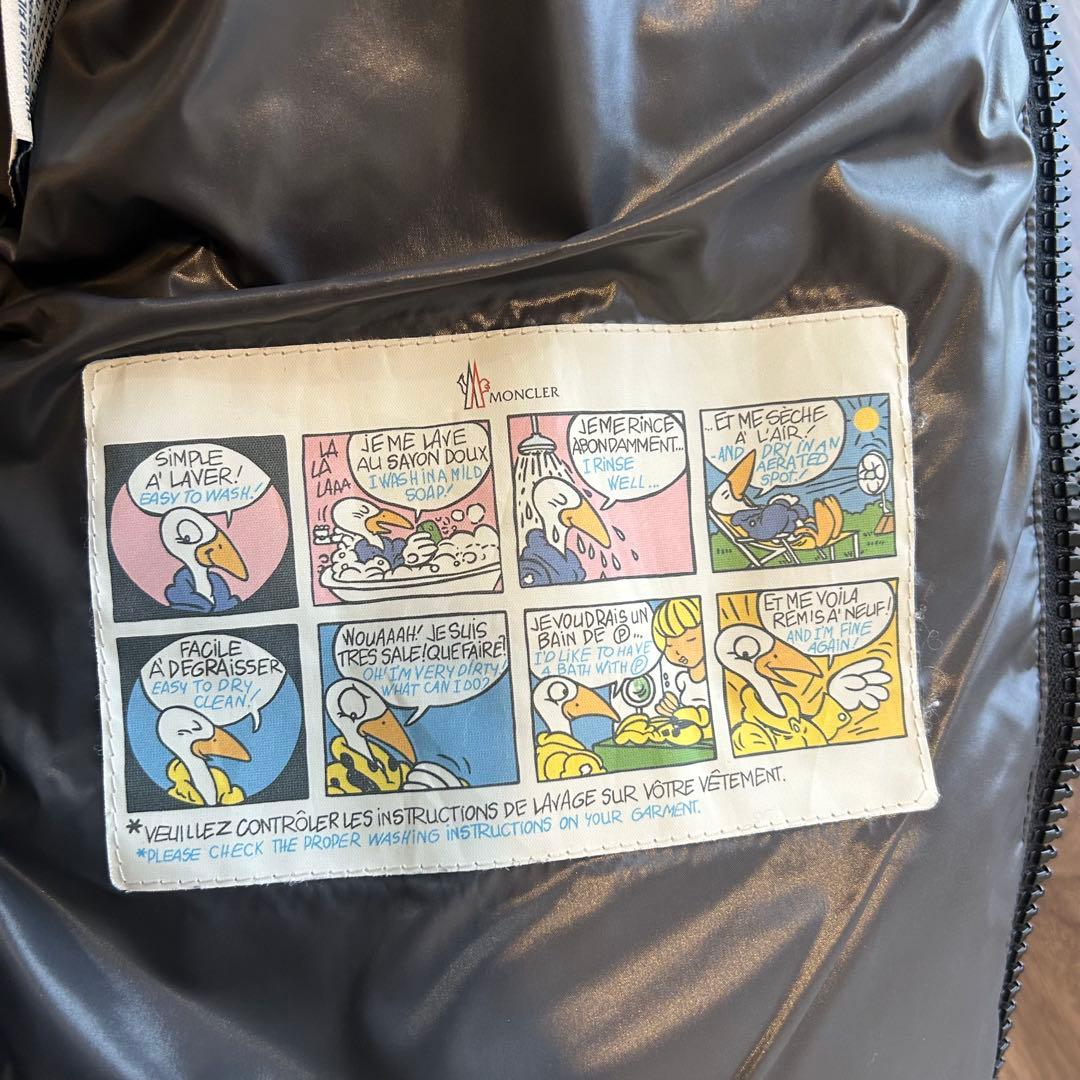 MONCLER
SIMPLE
A' LAVER!
EASY TO WASH!
LA
LA
LAAA
JE ME LAVE
AU SAVON DOUX
I WASH IN A MILD
SOAP!
JE ME RINCE
ABONDAMMENT...
I RINSE
WELL...
...ET ME SÈCHE
A' L'AIR!
..AND DRY IN AN
AERATED
SPOT.
FACILE
A' DEGRAISSER
EASY TO DRY
CLEAN!
WOUAAAH! JE SUIS
TRES SALE! QUE FAIRE?
OH! I'M VERY DIRTY
WHAT CAN I DO?
JE VOUDRAIS UN
BAIN DE Ⓟ...
I'D LIKE TO HAVE
A BATH WITH Ⓟ
ET ME VOILA
REMIS A' NEUF!
AND I'M FINE
AGAIN!
*VEUILLEZ CONTRÔLER LES INSTRUCTIONS DE LAVAGE SUR VÔTRE VÊTEMENT.
*PLEASE CHECK THE PROPER WASHING INSTRUCTIONS ON YOUR GARMENT.